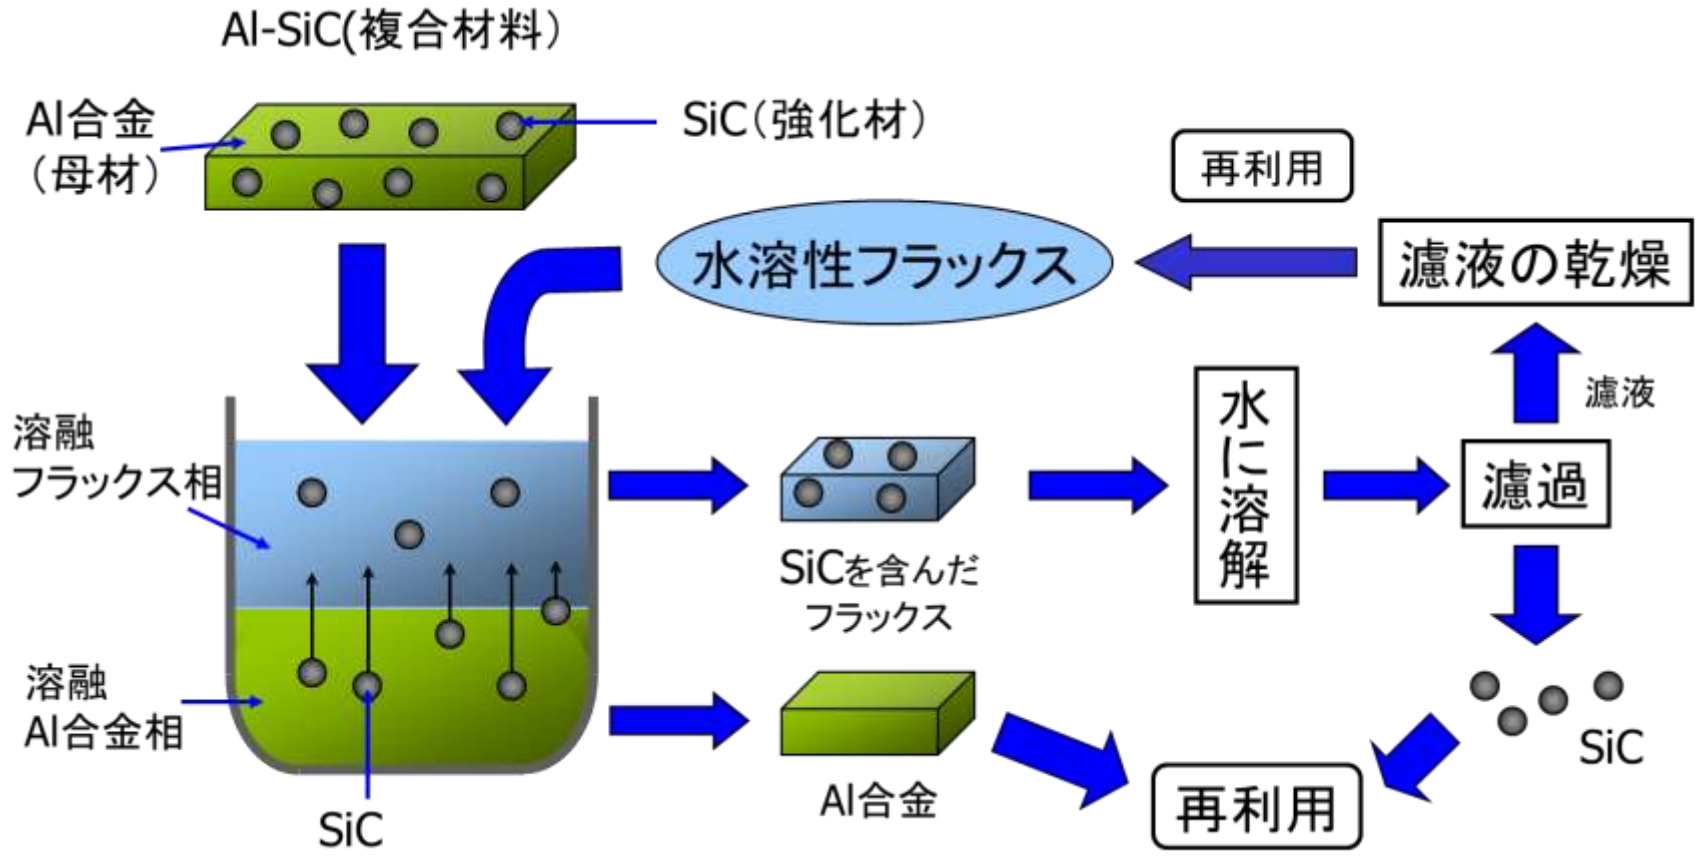 Al-SiC(複合材料)
Al合金
(母材)
SiC(強化材)
再利用
水溶性フラックス
濾液の乾燥
濾液
溶融
フラックス相
水に溶解
濾過
SiCを含んだ
フラックス
溶融
Al合金相
SiC
Al合金
再利用
SiC